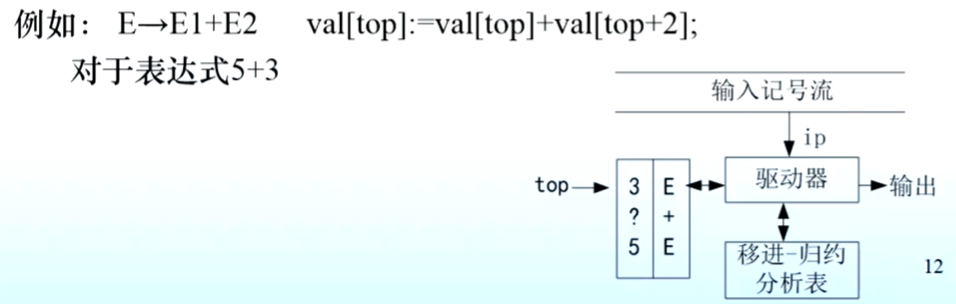 例如： E→E1+E2 val[top]:=val[top]+val[top+2];
对于表达式5+3
输入记号流
ip
top 3 E 驱动器 输出
? +
5 E
移进-归约
分析表
12